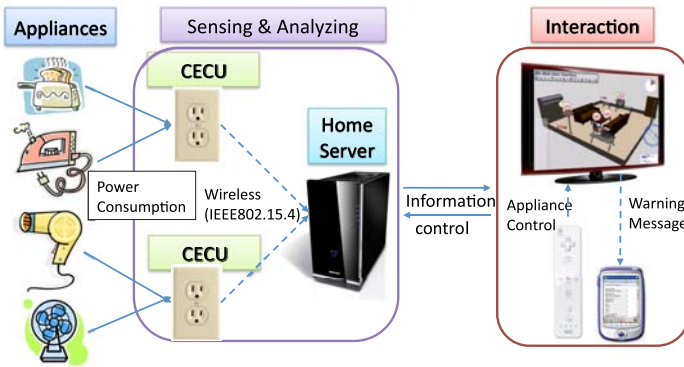 Appliances
Sensing & Analyzing
Interaction
CECU
Home
Server
Power
Consumption
Wireless
(IEEE802.15.4)
Information
control
Appliance
Control
Warning
Message
CECU